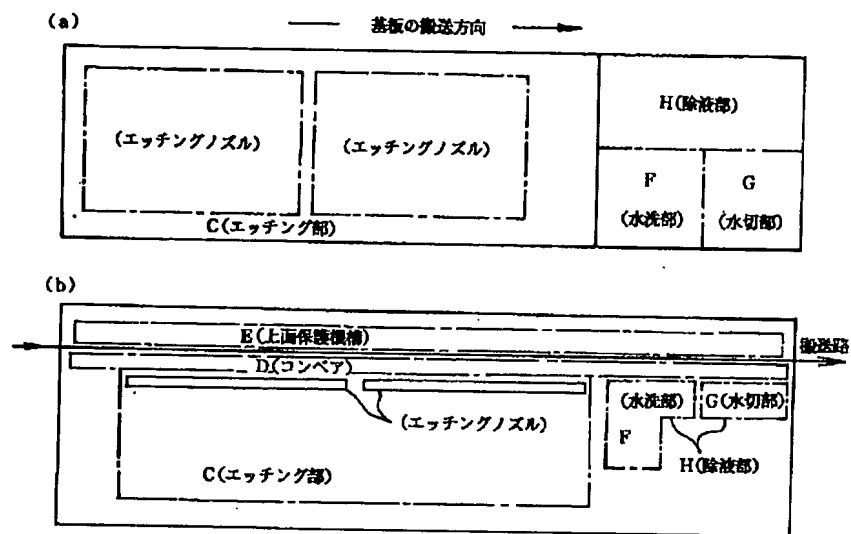 (a)
基板の搬送方向
(エッチングノズル)
(エッチングノズル)
H(除液部)
F
(水洗部)
G
(水切部)
C(エッチング部)
(b)
E(上面保護機構)
搬送路
D(コンベア)
(エッチングノズル)
(水洗部)
G(水切部)
F
H(除液部)
C(エッチング部)